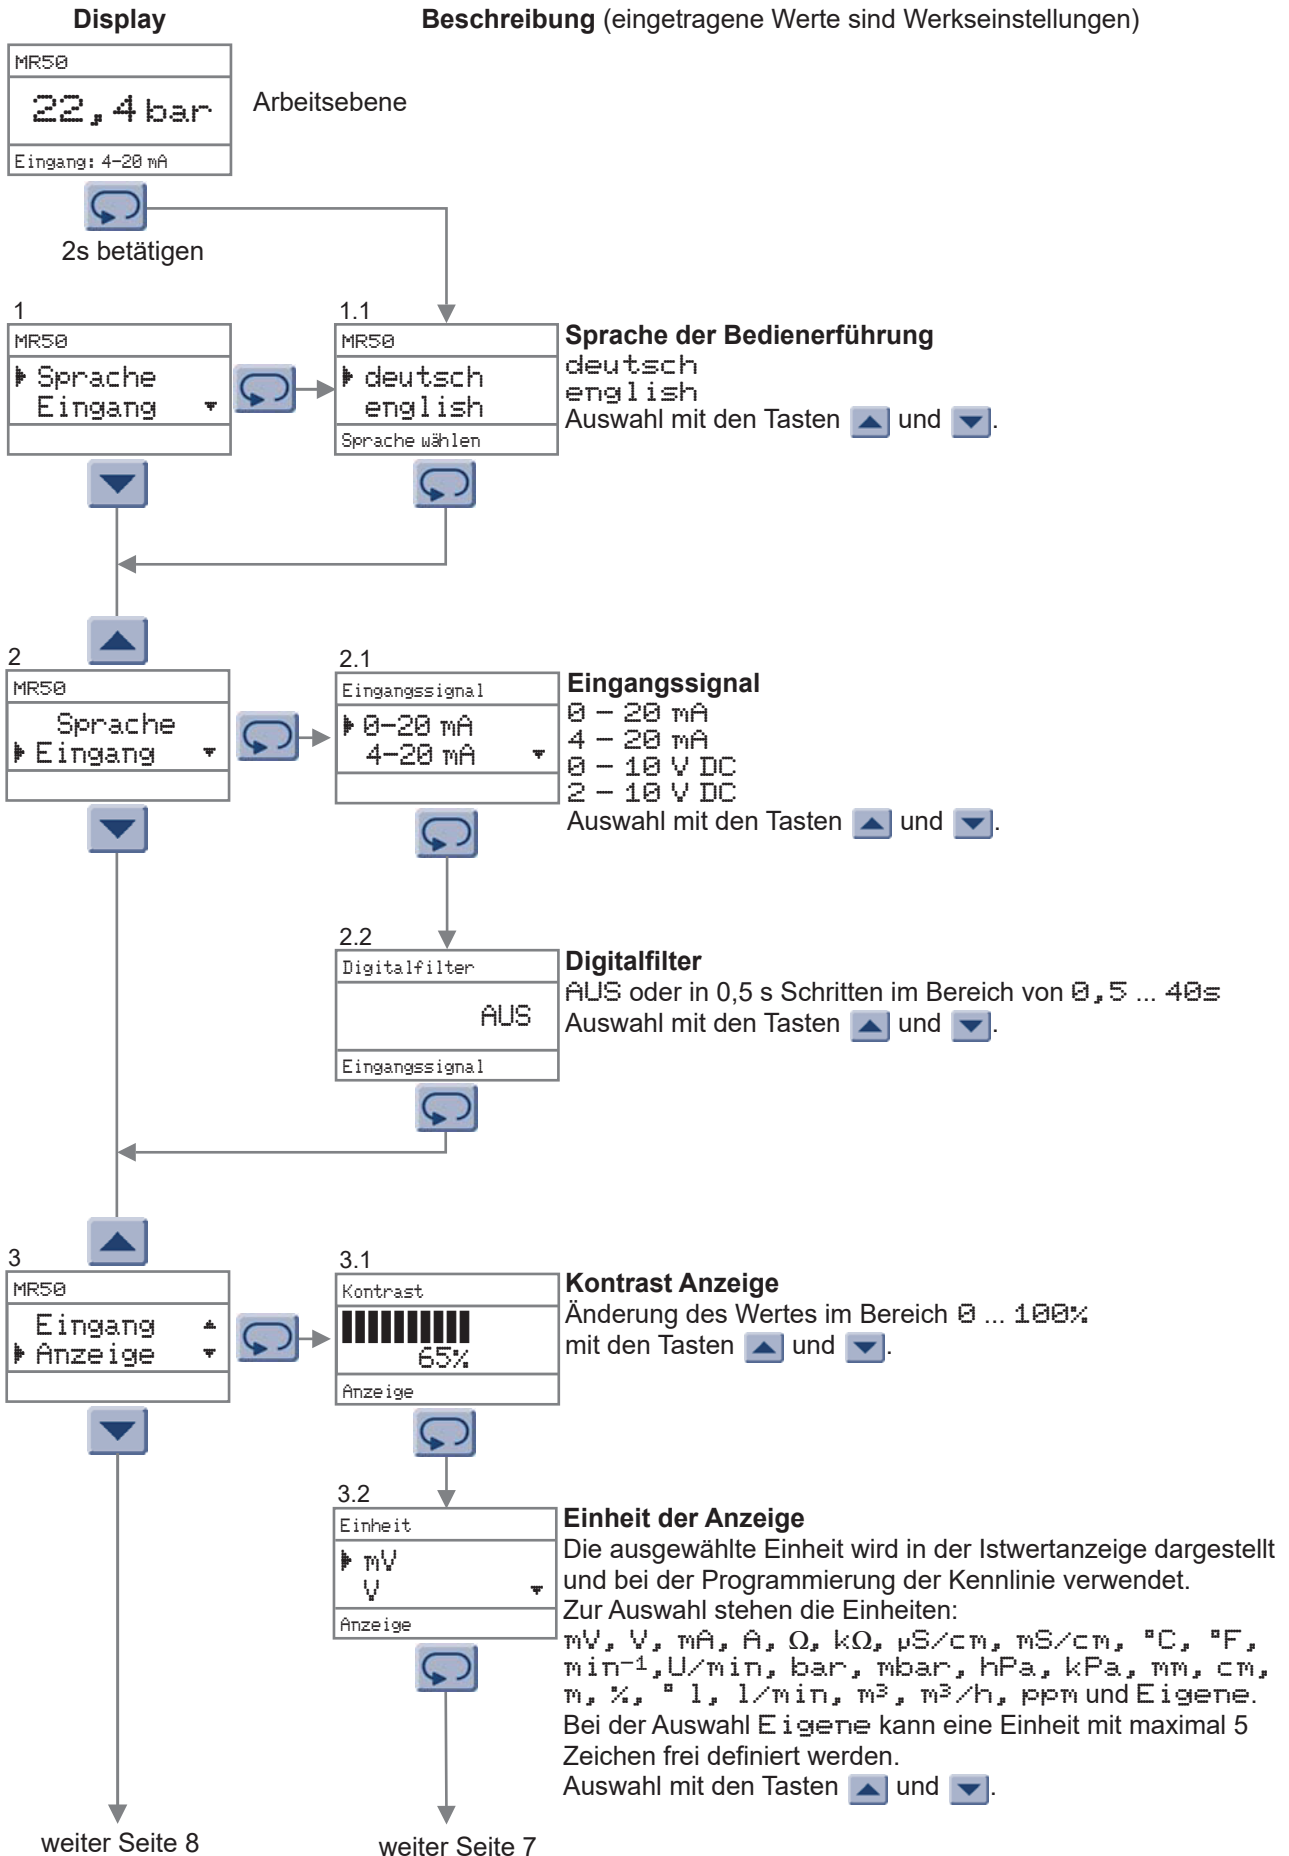 Display
Beschreibung (eingetragene Werte sind Werkseinstellungen)
MR50
22,4 bar
Eingang: 4-20 mA
Arbeitsebene
2s betätigen
1
MR50
Sprache
Eingang
1.1
MR50
deutsch
english
Sprache wählen
Sprache der Bedienerführung
deutsch
english
Auswahl mit den Tasten und .
2
MR50
Sprache
Eingang
2.1
Eingangssignal
0-20 mA
4-20 mA
Eingangssignal
0 - 20 mA
4 - 20 mA
0 - 10 V DC
2 - 10 V DC
Auswahl mit den Tasten und .
2.2
Digitalfilter
AUS
Eingangssignal
Digitalfilter
AUS oder in 0,5 s Schritten im Bereich von 0,5 ... 40s
Auswahl mit den Tasten und .
3
MR50
Eingang
Anzeige
3.1
Kontrast
65%
Anzeige
Kontrast Anzeige
Änderung des Wertes im Bereich 0 ... 100%
mit den Tasten und .
3.2
Einheit
mV
V
Anzeige
Einheit der Anzeige
Die ausgewählte Einheit wird in der Istwertanzeige dargestellt
und bei der Programmierung der Kennlinie verwendet.
Zur Auswahl stehen die Einheiten:
mV, V, mA, A, Ω, kΩ, µS/cm, mS/cm, °C, °F,
min⁻¹,U/min, bar, mbar, hPa, kPa, mm, cm,
m, %, ° l, l/min, m³, m³/h, ppm und Eigene.
Bei der Auswahl Eigene kann eine Einheit mit maximal 5
Zeichen frei definiert werden.
Auswahl mit den Tasten und .
weiter Seite 8
weiter Seite 7